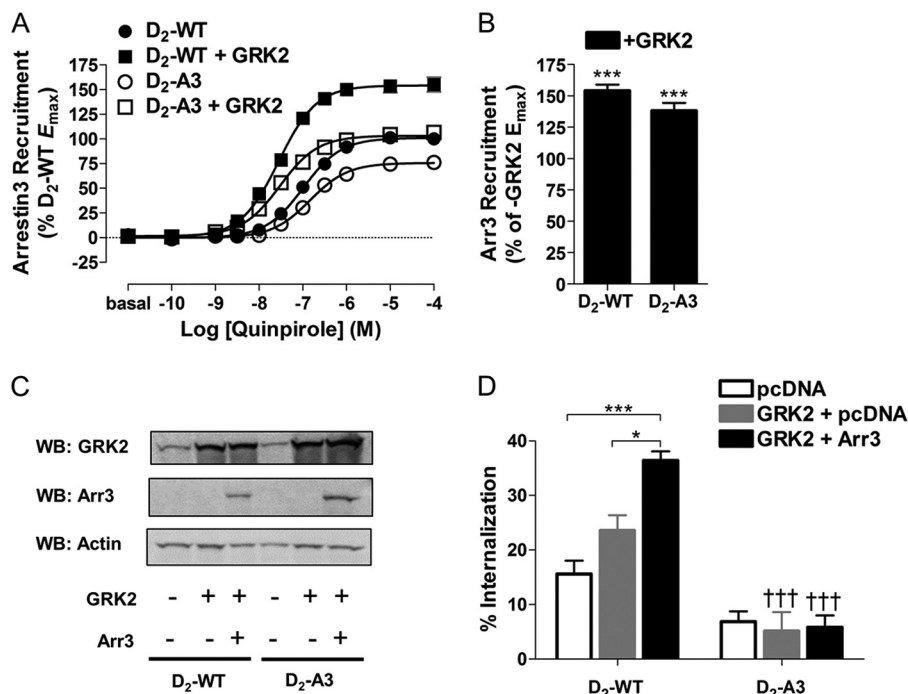 A
D2-WT
D2-WT + GRK2
D2-A3
D2-A3 + GRK2
Arrestin3 Recruitment
(% D2-WT Emax)
175
150
125
100
75
50
25
0
-25
basal -10 -9 -8 -7 -6 -5 -4
Log [Quinpirole] (M)
B
+GRK2
Arr3 Recruitment
(% of -GRK2 Emax)
175
150
125
100
75
50
25
0
*** ***
D2-WT D2-A3
C
WB: GRK2
WB: Arr3
WB: Actin
GRK2 - + + - + +
Arr3 - - + - - +
D2-WT D2-A3
D
pcDNA
GRK2 + pcDNA
GRK2 + Arr3
% Internalization
40
30
20
10
0
***
*
††† †††
D2-WT D2-A3